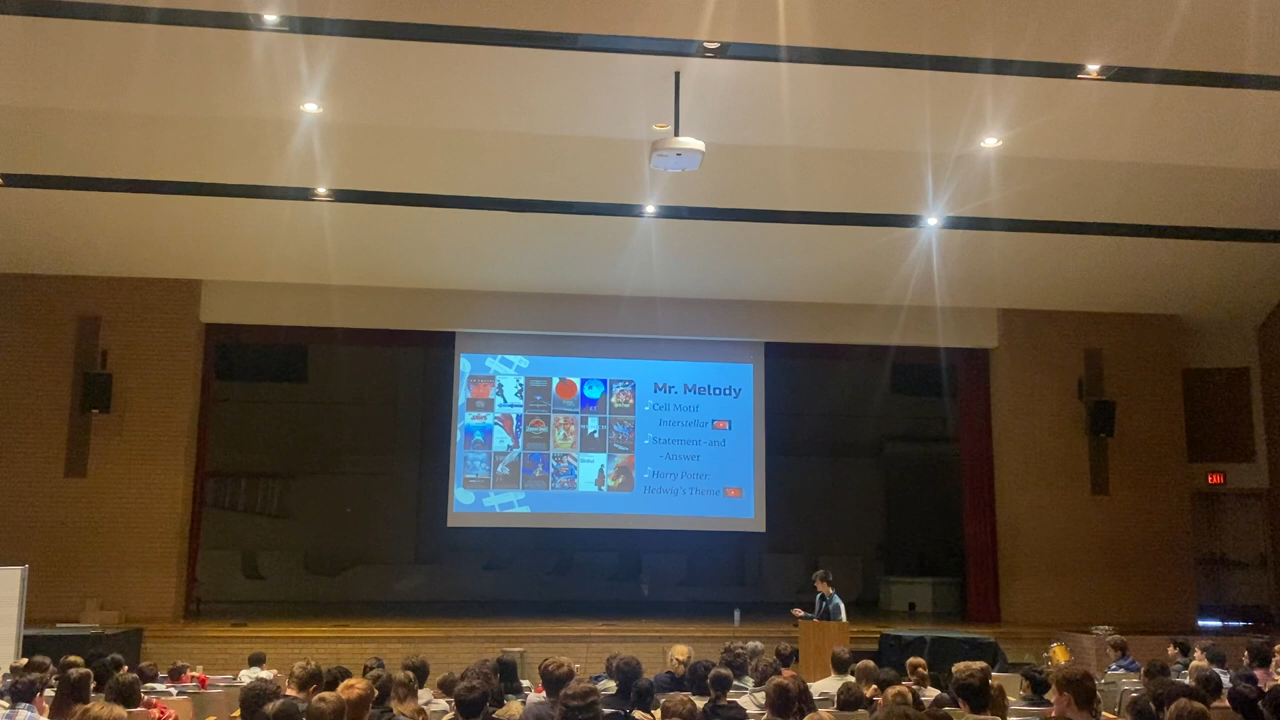 Mr. Melody
Cell Motif
Interstellar
Statement-and
-Answer
Harry Potter:
Hedwig's Theme
EXIT